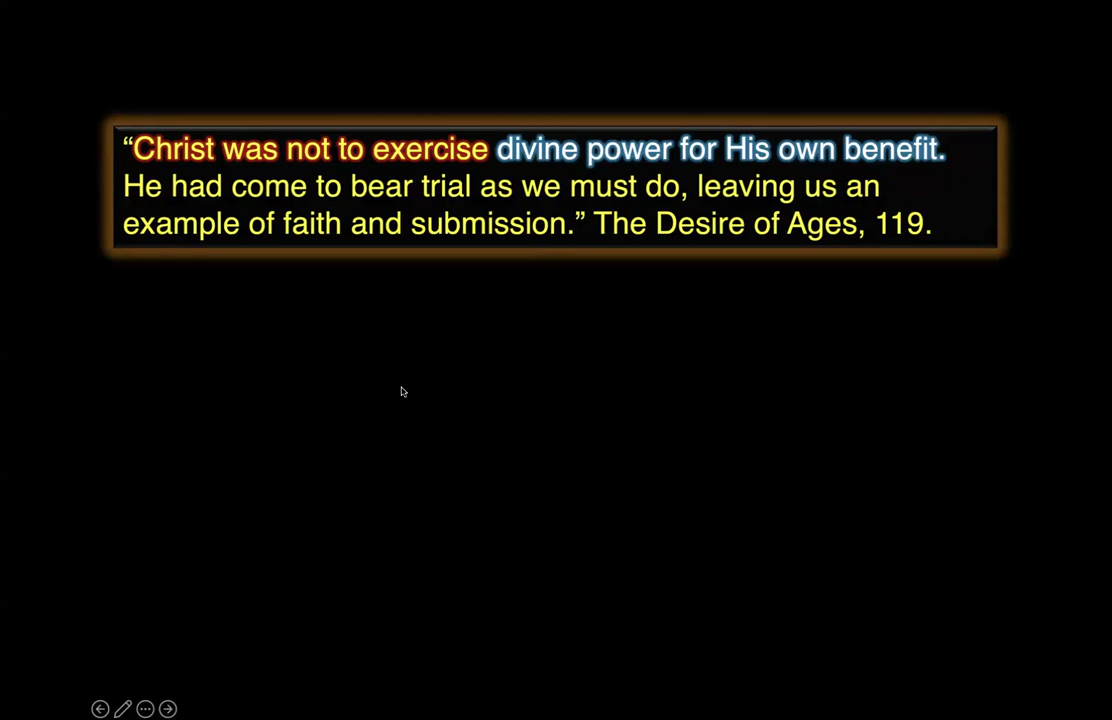 “Christ was not to exercise divine power for His own benefit.
He had come to bear trial as we must do, leaving us an
example of faith and submission.” The Desire of Ages, 119.